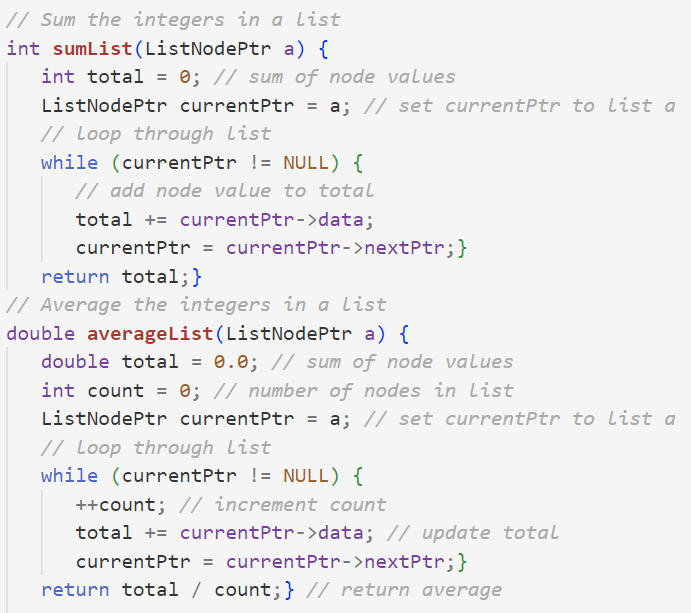 // Sum the integers in a list
int sumList(ListNodePtr a) {
   int total = 0; // sum of node values
   ListNodePtr currentPtr = a; // set currentPtr to list a
   // loop through list
   while (currentPtr != NULL) {
      // add node value to total
      total += currentPtr->data;
      currentPtr = currentPtr->nextPtr;}
   return total;}
// Average the integers in a list
double averageList(ListNodePtr a) {
   double total = 0.0; // sum of node values
   int count = 0; // number of nodes in list
   ListNodePtr currentPtr = a; // set currentPtr to list a
   // loop through list
   while (currentPtr != NULL) {
      ++count; // increment count
      total += currentPtr->data; // update total
      currentPtr = currentPtr->nextPtr;}
   return total / count;} // return average